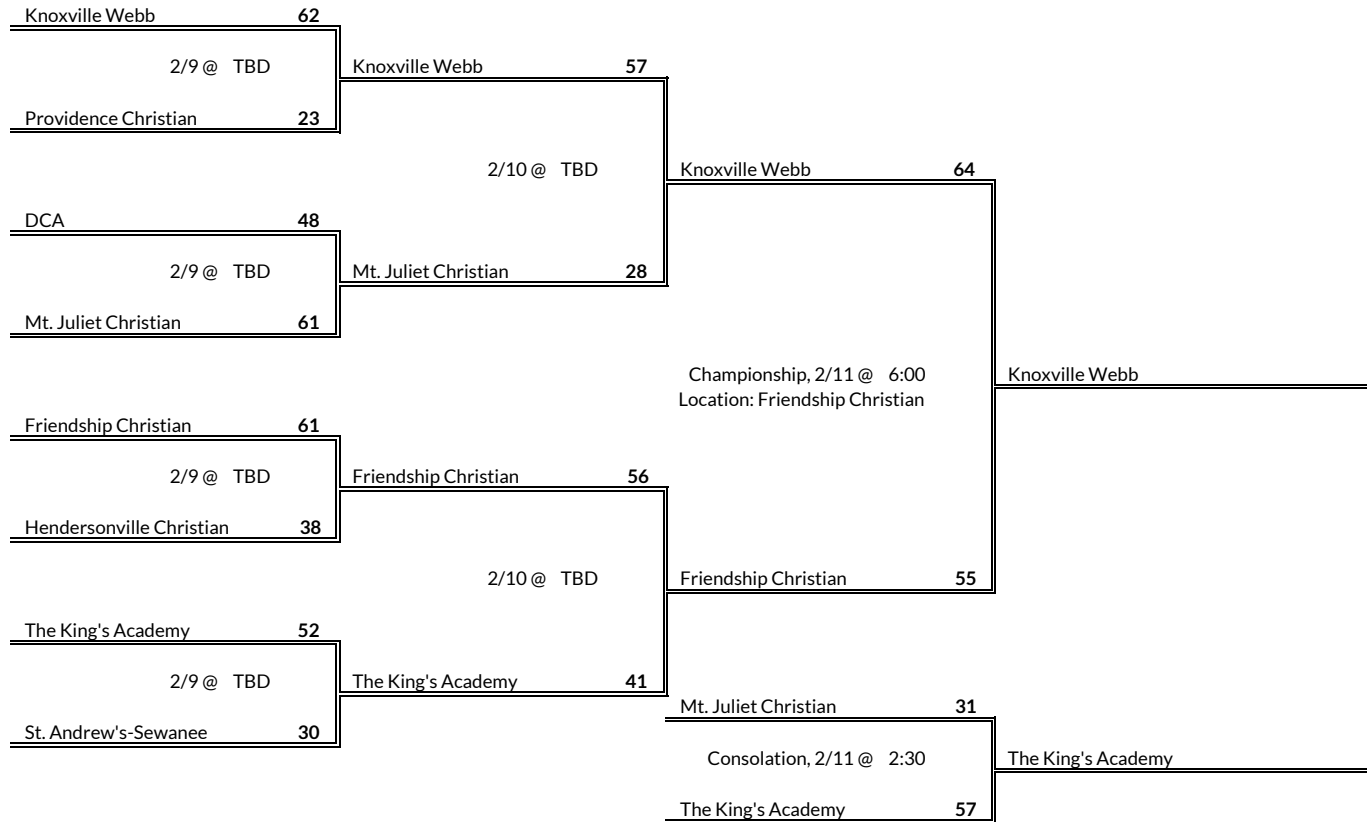 Knoxville Webb 62
2/9 @ TBD
Knoxville Webb 57
Providence Christian 23
2/10 @ TBD
Knoxville Webb 64
DCA 48
2/9 @ TBD
Mt. Juliet Christian 28
Mt. Juliet Christian 61
Championship, 2/11 @ 6:00
Knoxville Webb
Location: Friendship Christian
Friendship Christian 61
2/9 @ TBD
Friendship Christian 56
Hendersonville Christian 38
2/10 @ TBD
Friendship Christian 55
The King's Academy 52
2/9 @ TBD
The King's Academy 41
Mt. Juliet Christian 31
St. Andrew's-Sewanee 30
Consolation, 2/11 @ 2:30
The King's Academy
The King's Academy 57